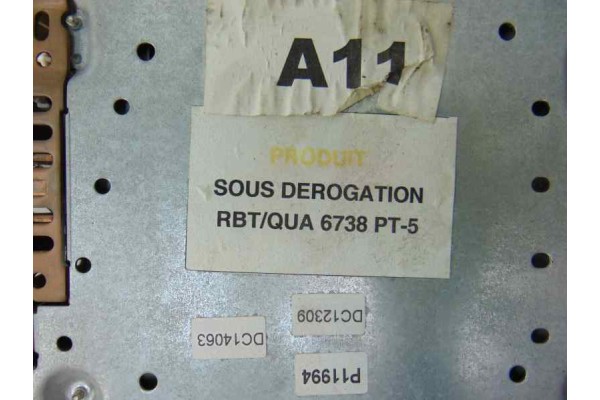 A11
PRODUIT
SOUS DEROGATION
RBT/QUA 6738 PT-5
DC12309
DC14063
P11994